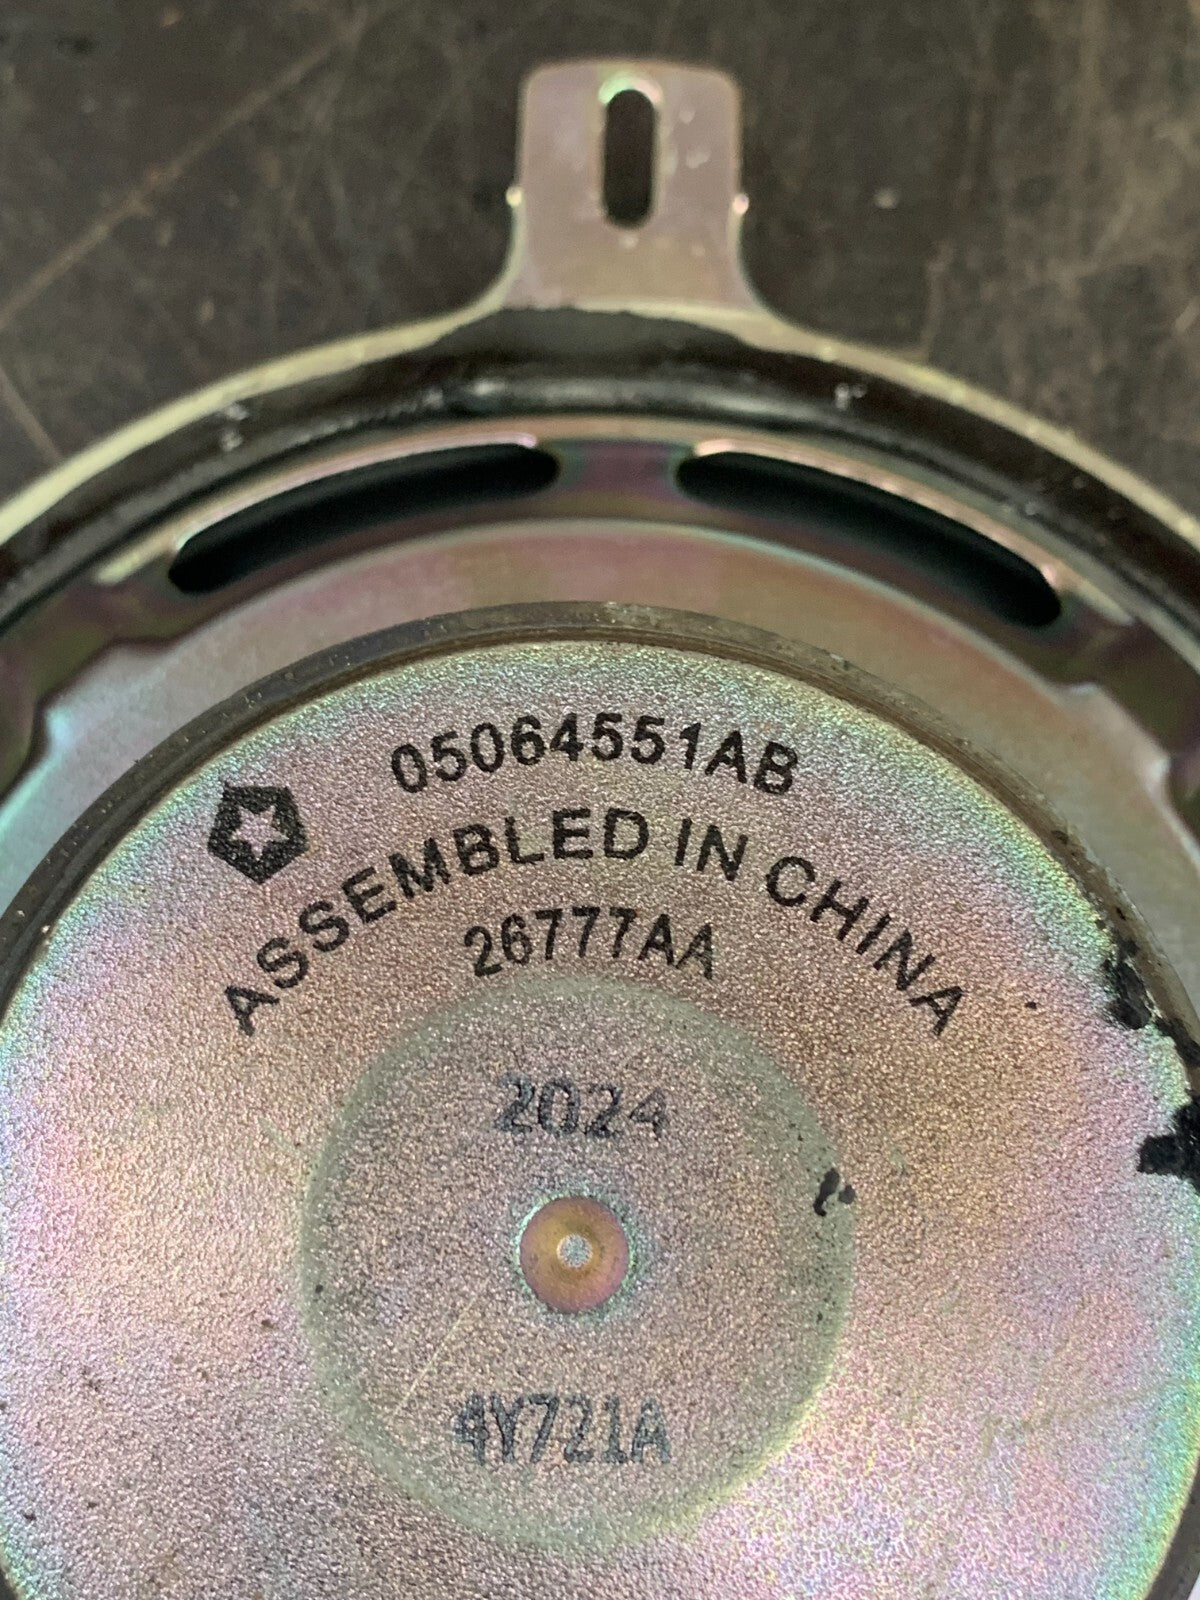 05064551AB
ASSEMBLED IN CHINA
26777AA
2024
4Y721A